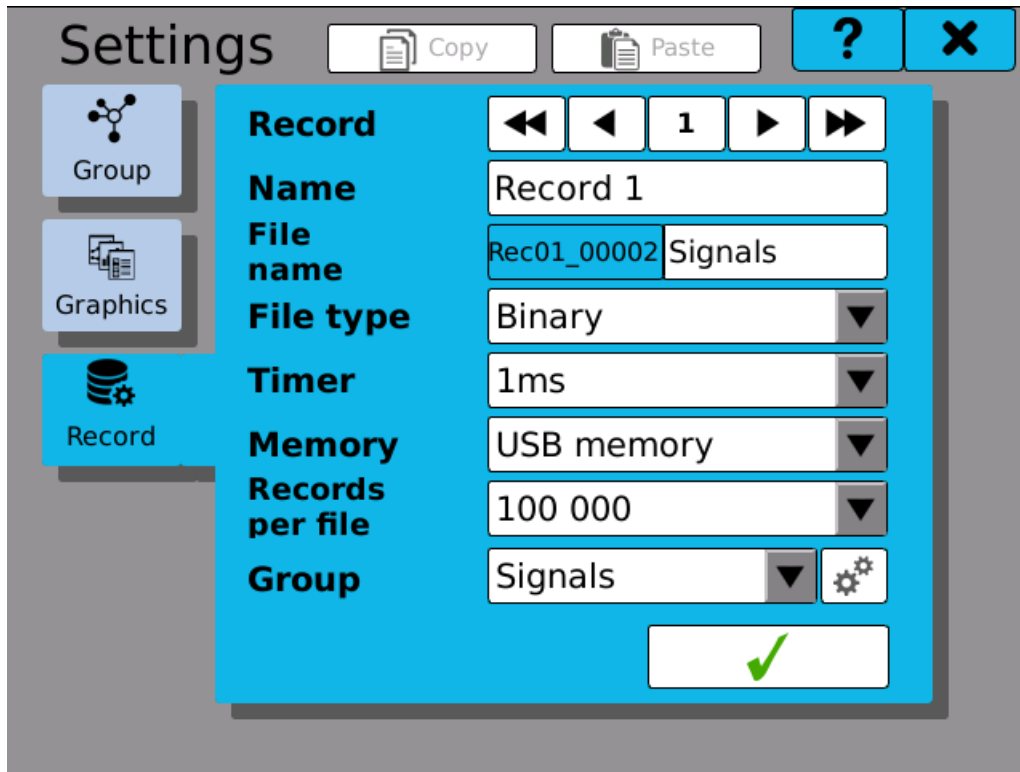 Settings
Copy
Paste
?
Group
Graphics
Record
Record
1
Name
Record 1
File
name
Rec01_00002
Signals
File type
Binary
Timer
1ms
Memory
USB memory
Records
per file
100 000
Group
Signals